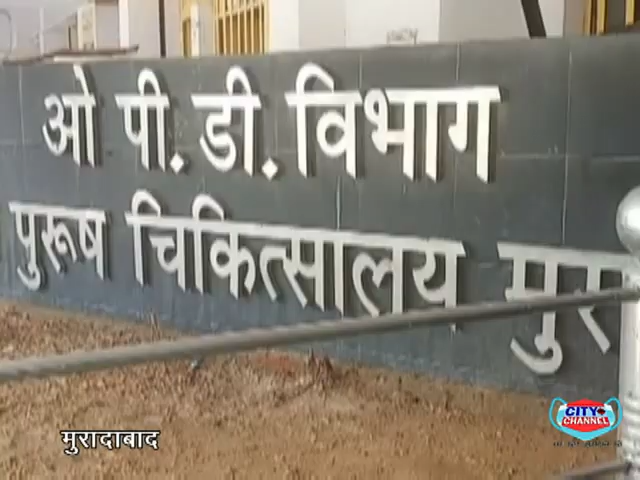 ओ पी. डी. विभाग
पुरूष चिकित्सालय मुर
CITY
CHANNEL
मुरादाबाद